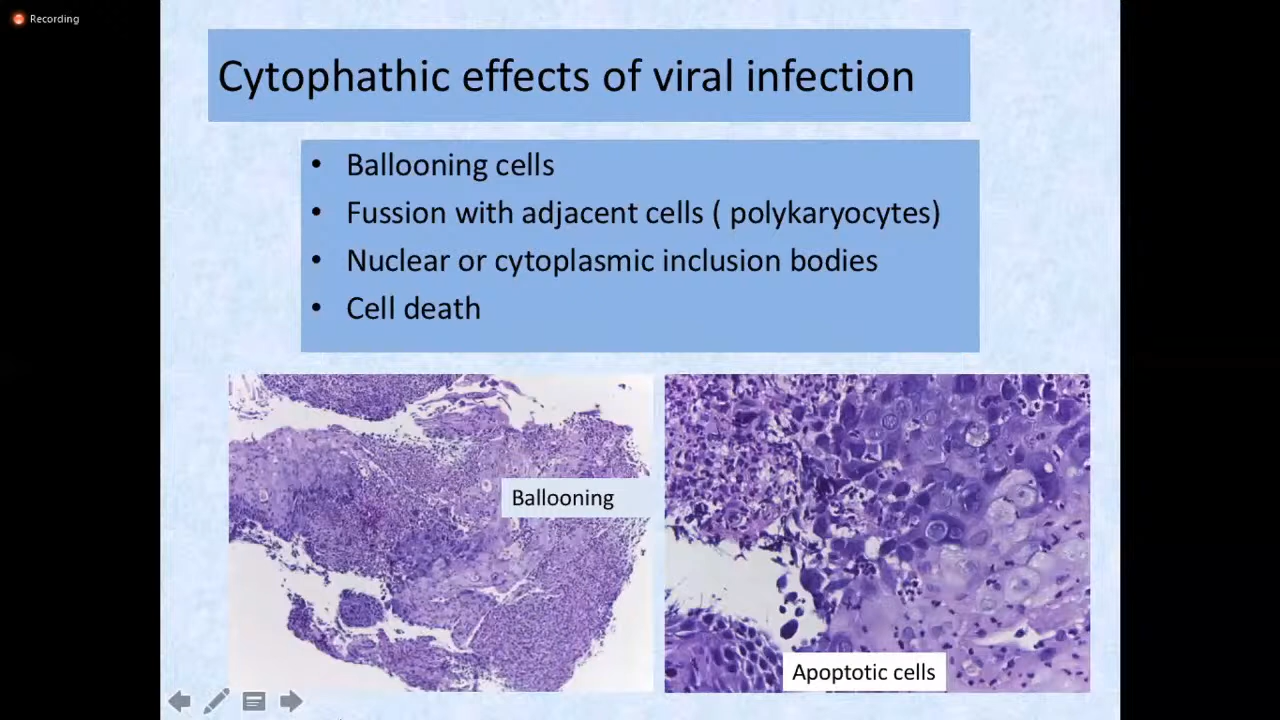 Recording
Cytophathic effects of viral infection
• Ballooning cells
• Fussion with adjacent cells ( polykaryocytes)
• Nuclear or cytoplasmic inclusion bodies
• Cell death
Ballooning
Apoptotic cells